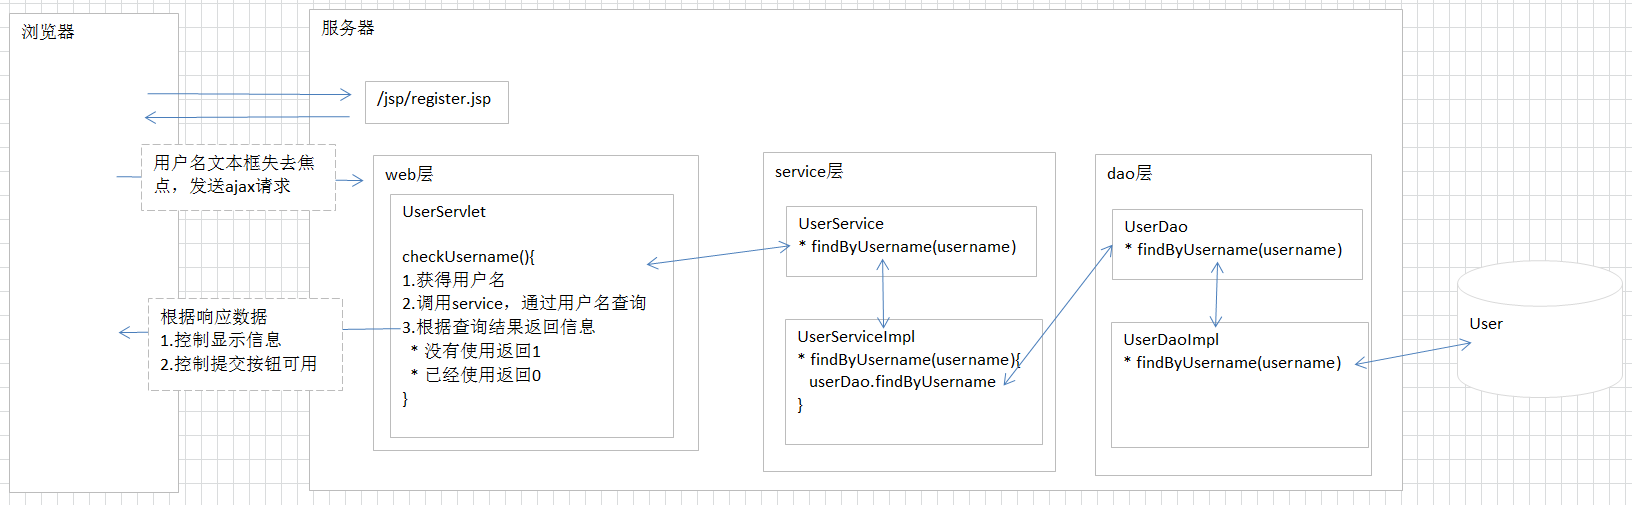 浏览器
服务器
/jsp/register.jsp
用户名文本框失去焦
点，发送ajax请求
根据响应数据
1.控制显示信息
2.控制提交按钮可用
web层
UserServlet
checkUsername(){
1.获得用户名
2.调用service，通过用户名查询
3.根据查询结果返回信息
* 没有使用返回1
* 已经使用返回0
}
service层
UserService
* findByUsername(username)
UserServiceImpl
* findByUsername(username){
userDao.findByUsername
}
dao层
UserDao
* findByUsername(username)
UserDaoImpl
* findByUsername(username)
User